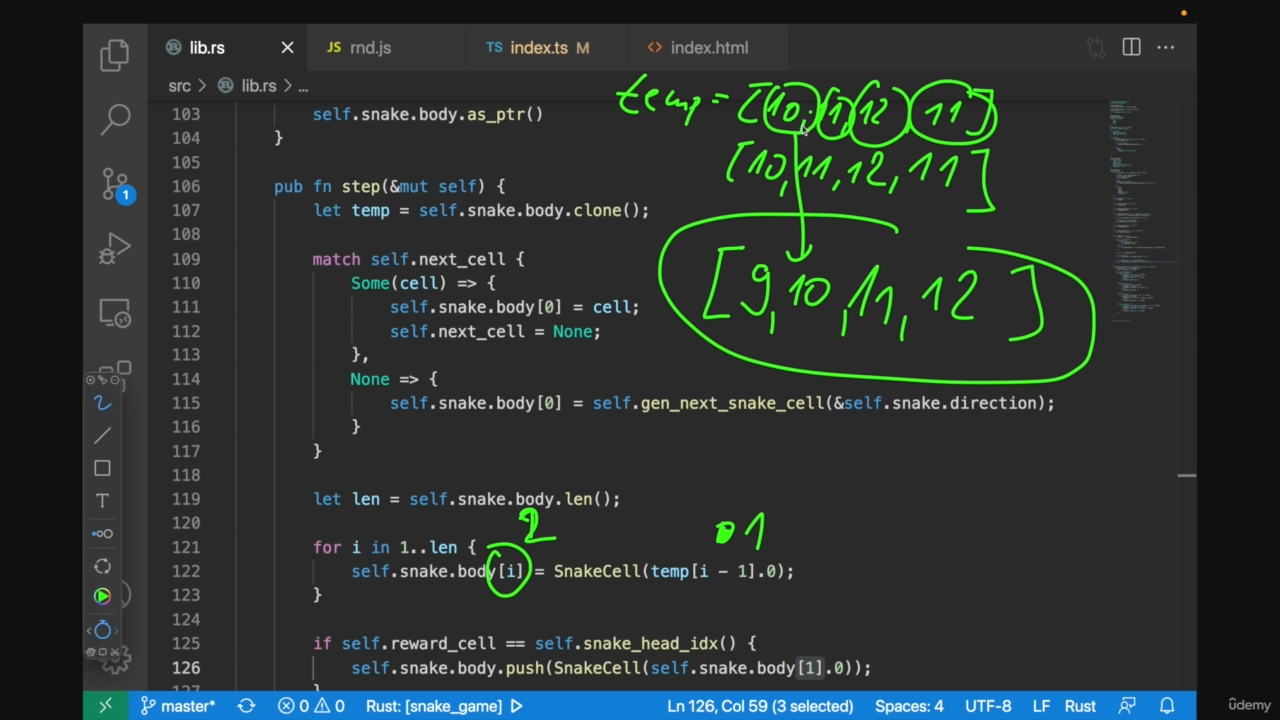 lib.rs
JS rnd.js
TS index.ts M
<> index.html
src > lib.rs > ...
temp = [10, 11, 12, 11]
[10, 11, 12, 11]
[9, 10, 11, 12]
103 self.snake.body.as_ptr()
104 }
105
106 pub fn step(&mut self) {
107 let temp = self.snake.body.clone();
108
109 match self.next_cell {
110 Some(cell) => {
111 self.snake.body[0] = cell;
112 self.next_cell = None;
113 },
114 None => {
115 self.snake.body[0] = self.gen_next_snake_cell(&self.snake.direction);
116 }
117 }
118
119 let len = self.snake.body.len();
120
2 1
121 for i in 1..len {
122 self.snake.body[i] = SnakeCell(temp[i - 1].0);
123 }
124
125 if self.reward_cell == self.snake_head_idx() {
126 self.snake.body.push(SnakeCell(self.snake.body[1].0));
127 }
1
T
master* 0 0 Rust: [snake_game] Ln 126, Col 59 (3 selected) Spaces: 4 UTF-8 LF Rust
ûdemy